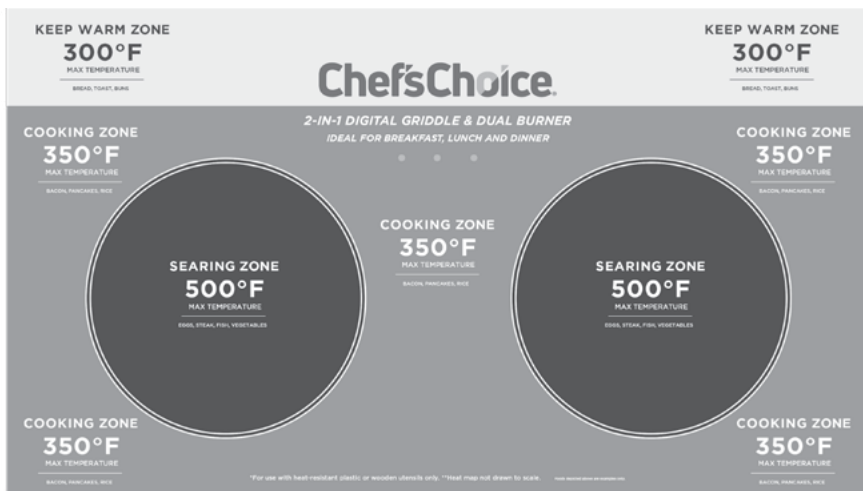 KEEP WARM ZONE
300°F
MAX TEMPERATURE
BREAD, TOAST, BUNS
KEEP WARM ZONE
300°F
MAX TEMPERATURE
BREAD, TOAST, BUNS
Chef'sChoice®
2-IN-1 DIGITAL GRIDDLE & DUAL BURNER
IDEAL FOR BREAKFAST, LUNCH AND DINNER
COOKING ZONE
350°F
MAX TEMPERATURE
BACON, PANCAKES, RICE
COOKING ZONE
350°F
MAX TEMPERATURE
BACON, PANCAKES, RICE
COOKING ZONE
350°F
MAX TEMPERATURE
BACON, PANCAKES, RICE
SEARING ZONE
500°F
MAX TEMPERATURE
EGGS, STEAK, FISH, VEGETABLES
SEARING ZONE
500°F
MAX TEMPERATURE
EGGS, STEAK, FISH, VEGETABLES
COOKING ZONE
350°F
MAX TEMPERATURE
BACON, PANCAKES, RICE
COOKING ZONE
350°F
MAX TEMPERATURE
BACON, PANCAKES, RICE
*For use with heat-resistant plastic or wooden utensils only. **Heat map not drawn to scale.